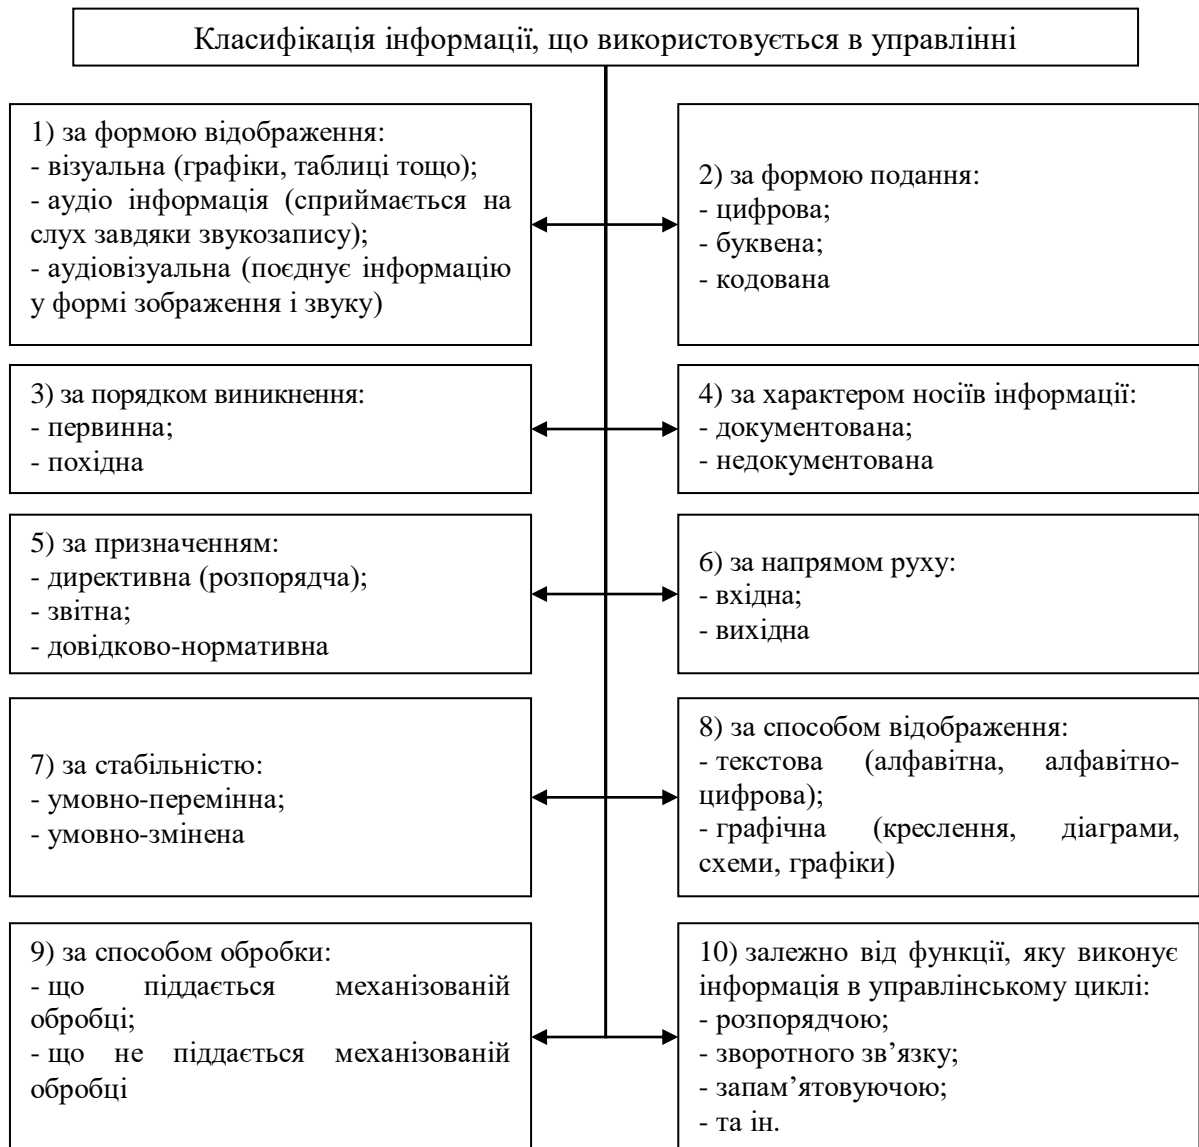 Класифікація інформації, що використовується в управлінні
1) за формою відображення:
- візуальна (графіки, таблиці тощо);
- аудіо інформація (сприймається на
слух завдяки звукозапису);
- аудіовізуальна (поєднує інформацію
у формі зображення і звуку)
2) за формою подання:
- цифрова;
- буквена;
- кодована
3) за порядком виникнення:
- первинна;
- похідна
4) за характером носіїв інформації:
- документована;
- недокументована
5) за призначенням:
- директивна (розпорядча);
- звітна;
- довідково-нормативна
6) за напрямом руху:
- вхідна;
- вихідна
7) за стабільністю:
- умовно-перемінна;
- умовно-змінена
8) за способом відображення:
- текстова (алфавітна, алфавітно-
цифрова);
- графічна (креслення, діаграми,
схеми, графіки)
9) за способом обробки:
- що піддається механізованій
обробці;
- що не піддається механізованій
обробці
10) залежно від функції, яку виконує
інформація в управлінському циклі:
- розпорядчою;
- зворотного зв’язку;
- запам’ятовуючою;
- та ін.